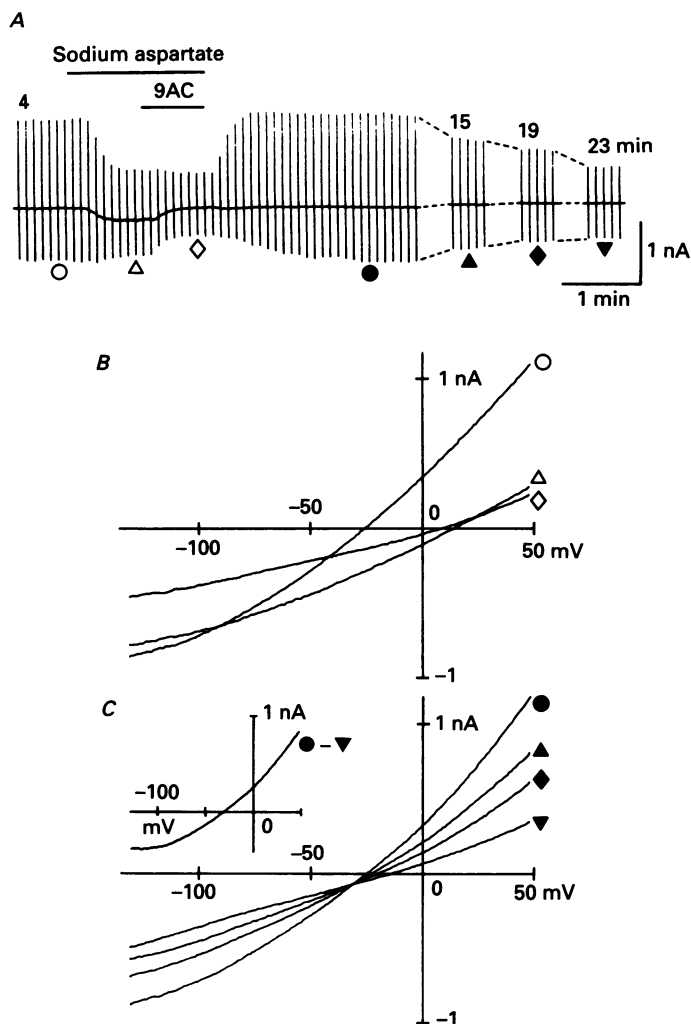 A
Sodium aspartate
9AC
4
15
19
23 min
1 nA
1 min
B
1 nA
−50
0
−100
50 mV
−1
C
1 nA
● – ▼
−100
mV
0
1 nA
−50
−100
0
50 mV
−1